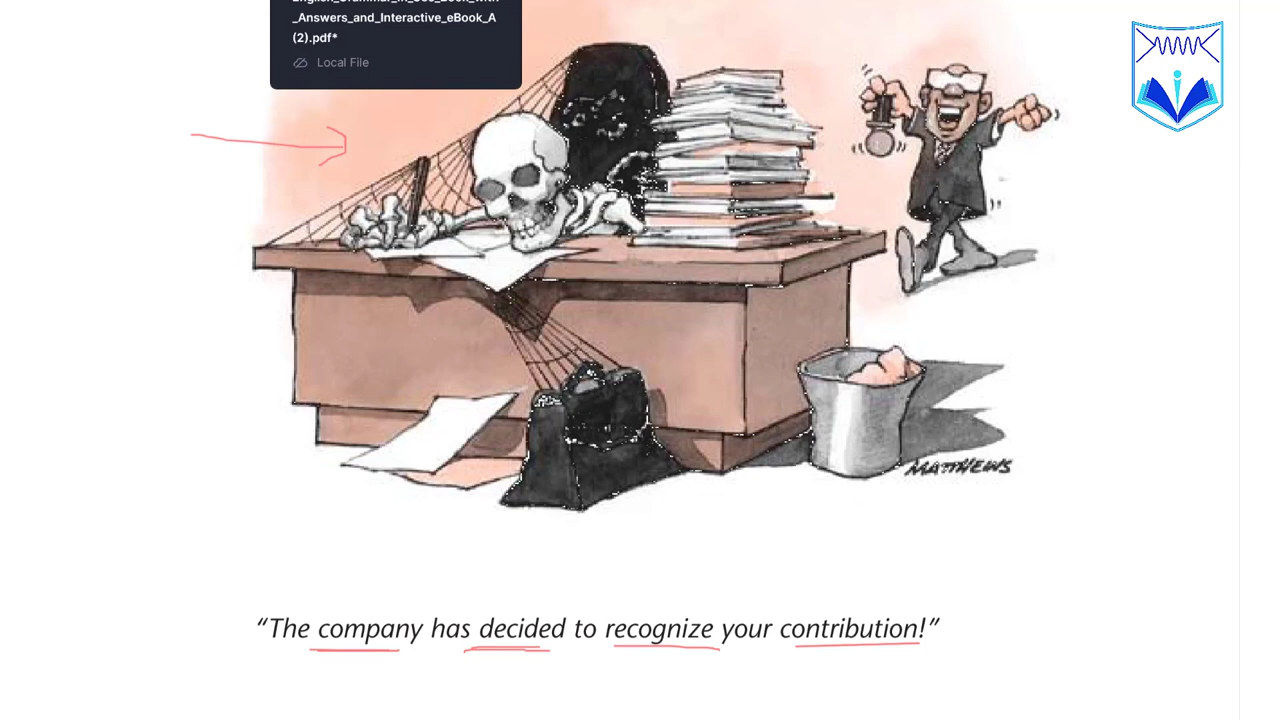 _Answers_and_Interactive_eBook_A
(2).pdf*
Local File
MATTHEWS
“The company has decided to recognize your contribution!”